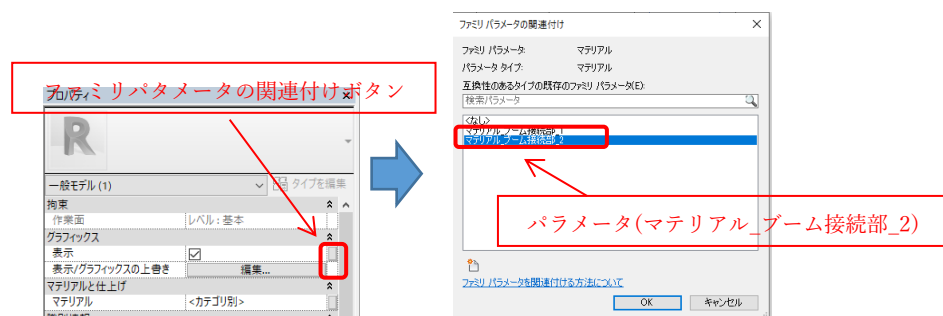 ファミリパタメータの関連付けボタン
プロパティ
R
一般モデル (1)
タイプを編集
拘束
作業面
レベル : 基本
グラフィックス
表示
表示/グラフィックスの上書き
編集...
マテリアルと仕上げ
マテリアル
<カテゴリ別>
識別情報
ファミリ パラメータの関連付け
ファミリ パラメータ:
マテリアル
パラメータ タイプ:
マテリアル
互換性のあるタイプの既存のファミリ パラメータ(E):
検索パラメータ
<なし>
マテリアル_ブーム接続部_1
マテリアル_ブーム接続部_2
パラメータ(マテリアル_ブーム接続部_2)
ファミリ パラメータを関連付ける方法について
OK
キャンセル